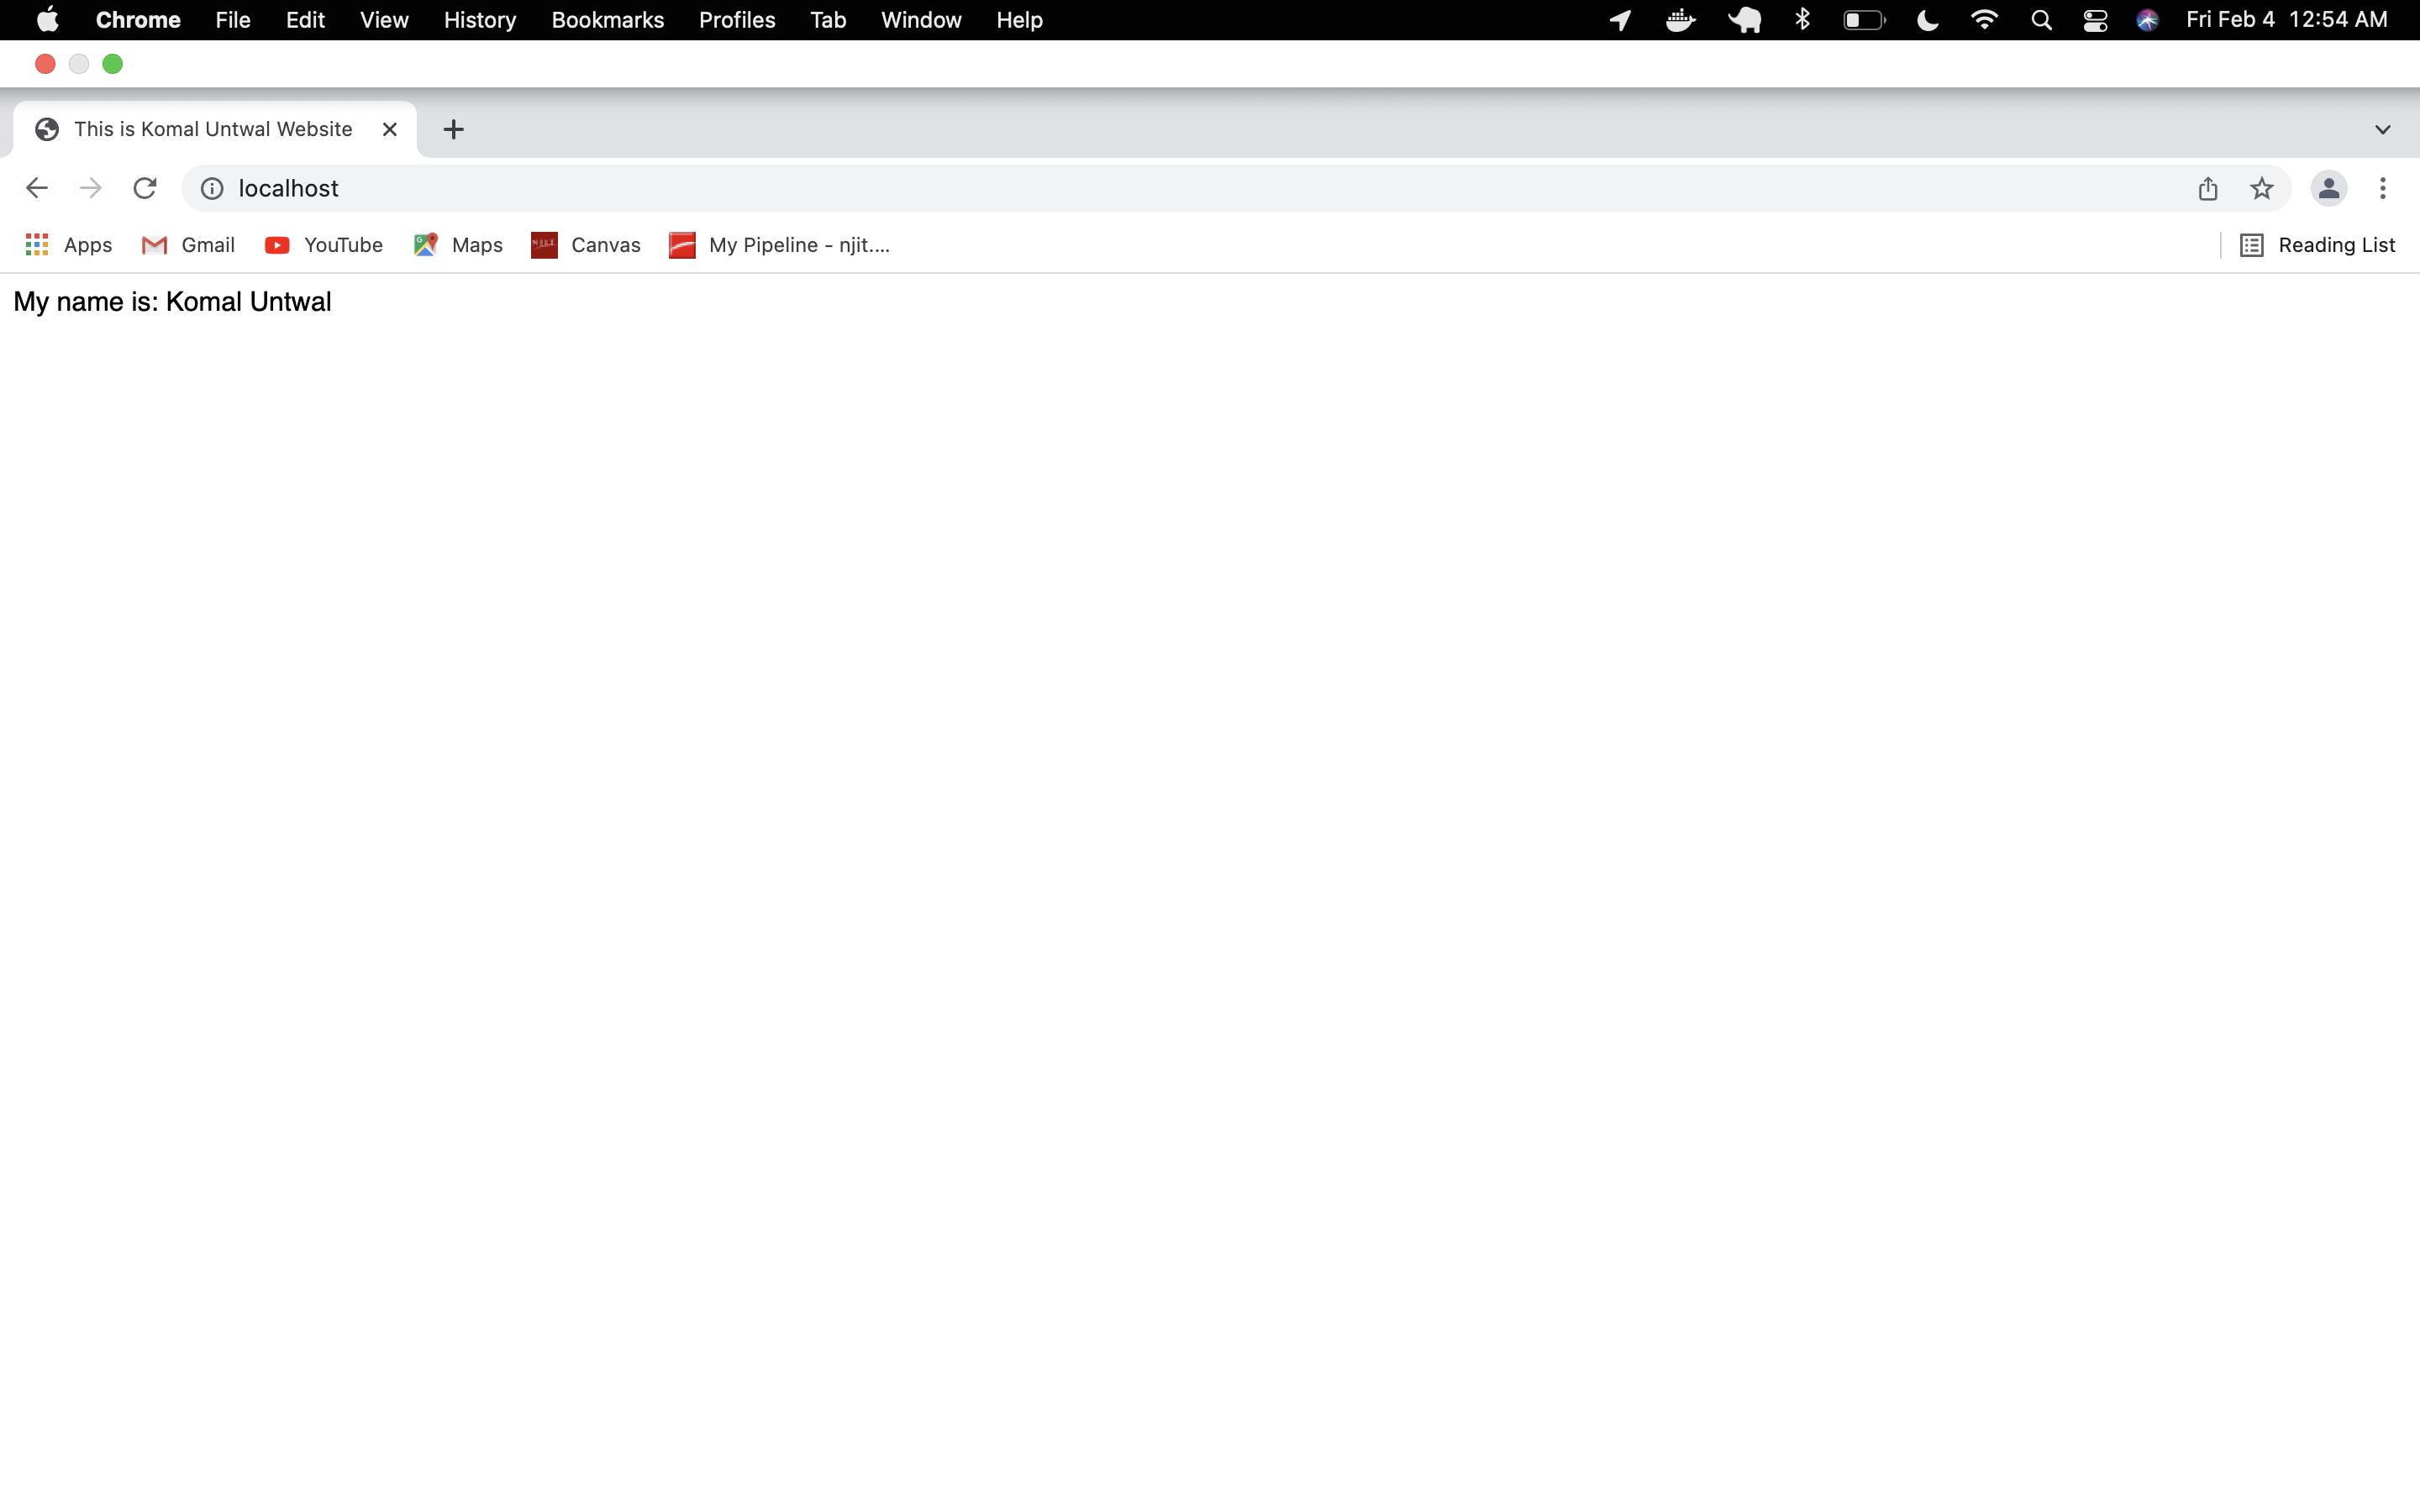 Chrome File Edit View History Bookmarks Profiles Tab Window Help Fri Feb 4 12:54 AM
This is Komal Untwal Website
localhost
Apps Gmail YouTube Maps Canvas My Pipeline - njit.... Reading List
My name is: Komal Untwal